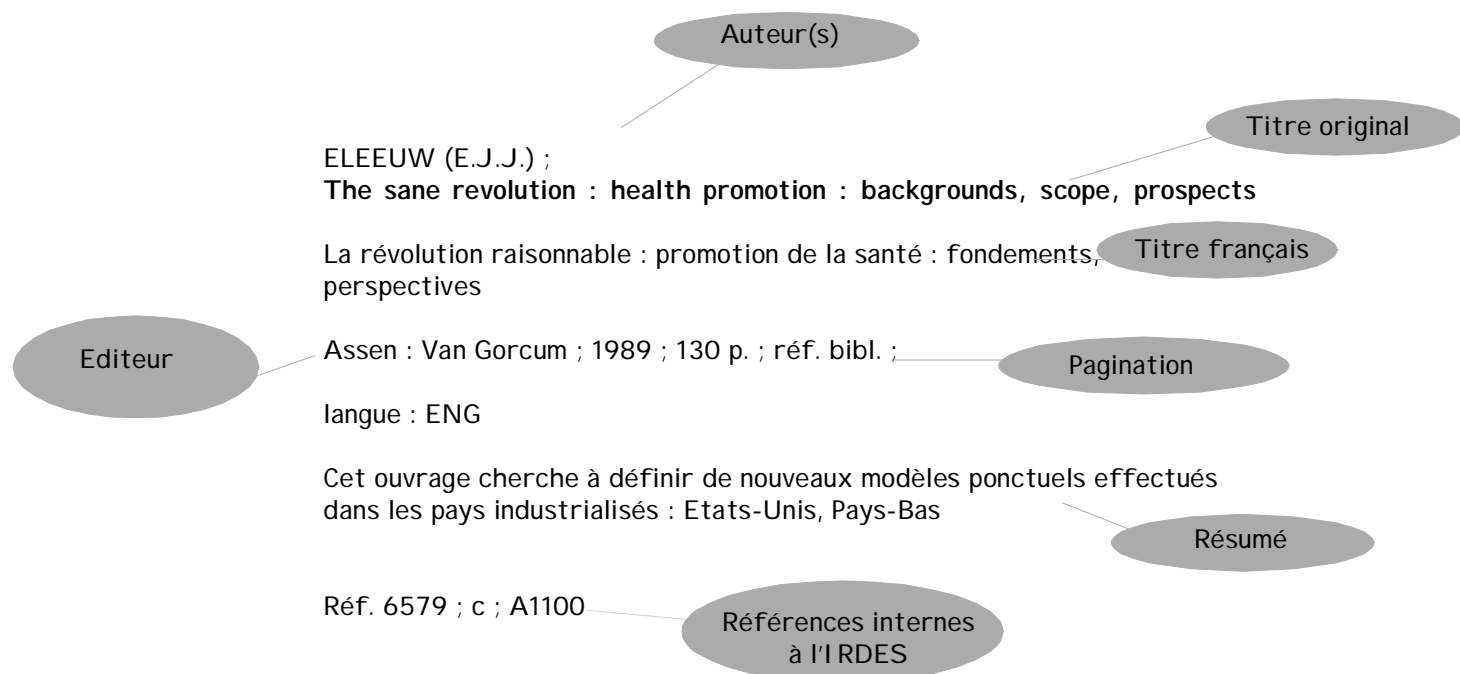 Auteur(s)
Titre original
ELEEUW (E.J.J.) ;
The sane revolution : health promotion : backgrounds, scope, prospects
La révolution raisonnable : promotion de la santé : fondements,
Titre français
perspectives
Editeur
Assen : Van Gorcum ; 1989 ; 130 p. ; réf. bibl. ;
Pagination
langue : ENG
Cet ouvrage cherche à définir de nouveaux modèles ponctuels effectués
dans les pays industrialisés : Etats-Unis, Pays-Bas
Résumé
Réf. 6579 ; c ; A1100
Références internes
à l'IRDES